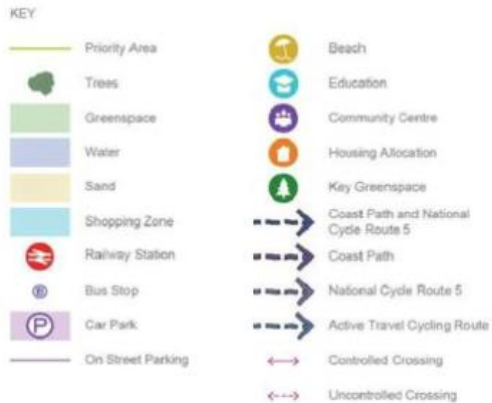 KEY
Priority Area
Trees
Greenspace
Water
Sand
Shopping Zone
Railway Station
B
Bus Stop
P
Car Park
On Street Parking
Beach
Education
Community Centre
Housing Allocation
Key Greenspace
Coast Path and National
Cycle Route 5
Coast Path
National Cycle Route 5
Active Travel Cycling Route
Controlled Crossing
Uncontrolled Crossing